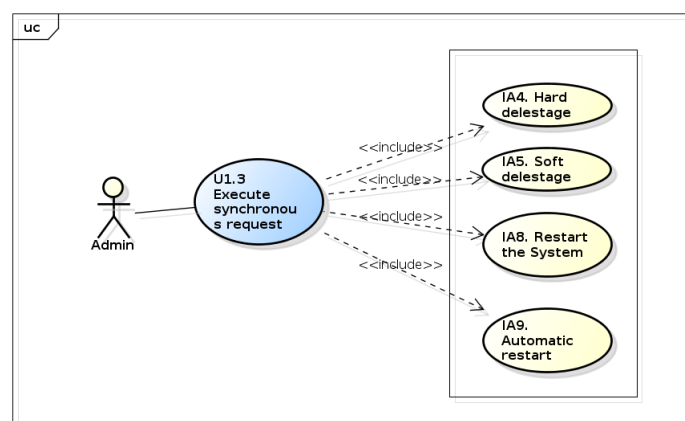 uc
IA4. Hard
delestage
<<include>>
IA5. Soft
delestage
<<include>>
U1.3
Execute
synchronou
s request
<<include>>
IA8. Restart
the System
Admin
<<include>>
IA9.
Automatic
restart